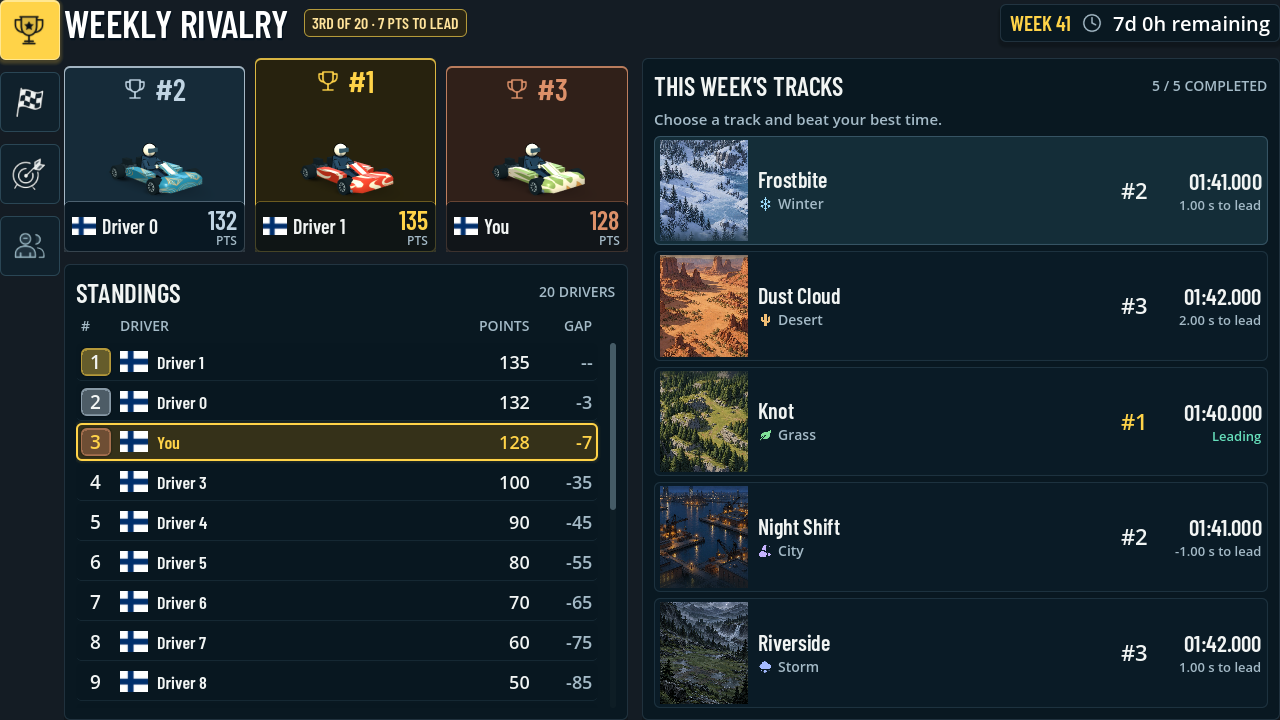 WEEKLY RIVALRY
3RD OF 20 · 7 PTS TO LEAD
WEEK 41
7d 0h remaining
#2
Driver 0
132
PTS
#1
Driver 1
135
PTS
#3
You
128
PTS
STANDINGS
20 DRIVERS
# DRIVER POINTS GAP
1 Driver 1 135 --
2 Driver 0 132 -3
3 You 128 -7
4 Driver 3 100 -35
5 Driver 4 90 -45
6 Driver 5 80 -55
7 Driver 6 70 -65
8 Driver 7 60 -75
9 Driver 8 50 -85
THIS WEEK'S TRACKS
5 / 5 COMPLETED
Choose a track and beat your best time.
Frostbite
Winter
#2
01:41.000
1.00 s to lead
Dust Cloud
Desert
#3
01:42.000
2.00 s to lead
Knot
Grass
#1
01:40.000
Leading
Night Shift
City
#2
01:41.000
-1.00 s to lead
Riverside
Storm
#3
01:42.000
1.00 s to lead